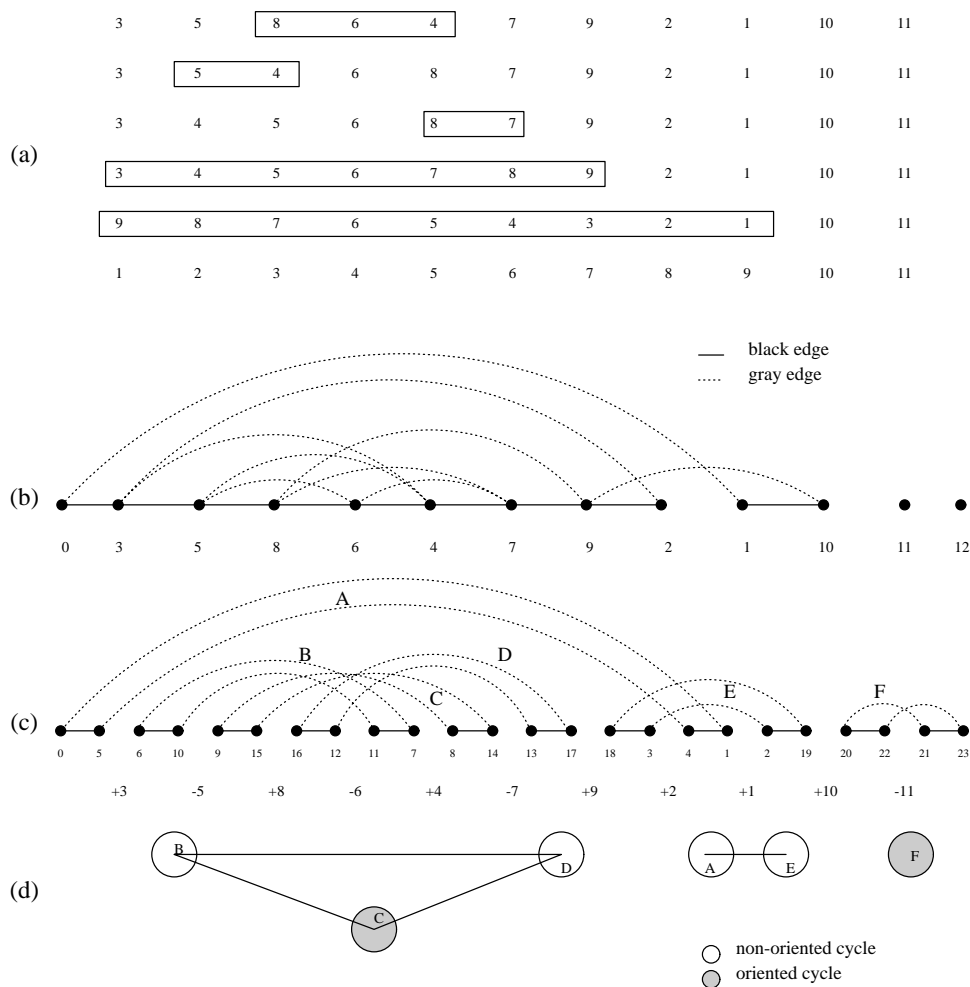 3 5 8 6 4 7 9 2 1 10 11
3 5 4 6 8 7 9 2 1 10 11
3 4 5 6 8 7 9 2 1 10 11
(a)
3 4 5 6 7 8 9 2 1 10 11
9 8 7 6 5 4 3 2 1 10 11
1 2 3 4 5 6 7 8 9 10 11
black edge
gray edge
(b)
0 3 5 8 6 4 7 9 2 1 10 11 12
A
B D
C E F
(c)
0 5 6 10 9 15 16 12 11 7 8 14 13 17 18 3 4 1 2 19 20 22 21 23
+3 -5 +8 -6 +4 -7 +9 +2 +1 +10 -11
B D A E F
(d)
C
non-oriented cycle
oriented cycle